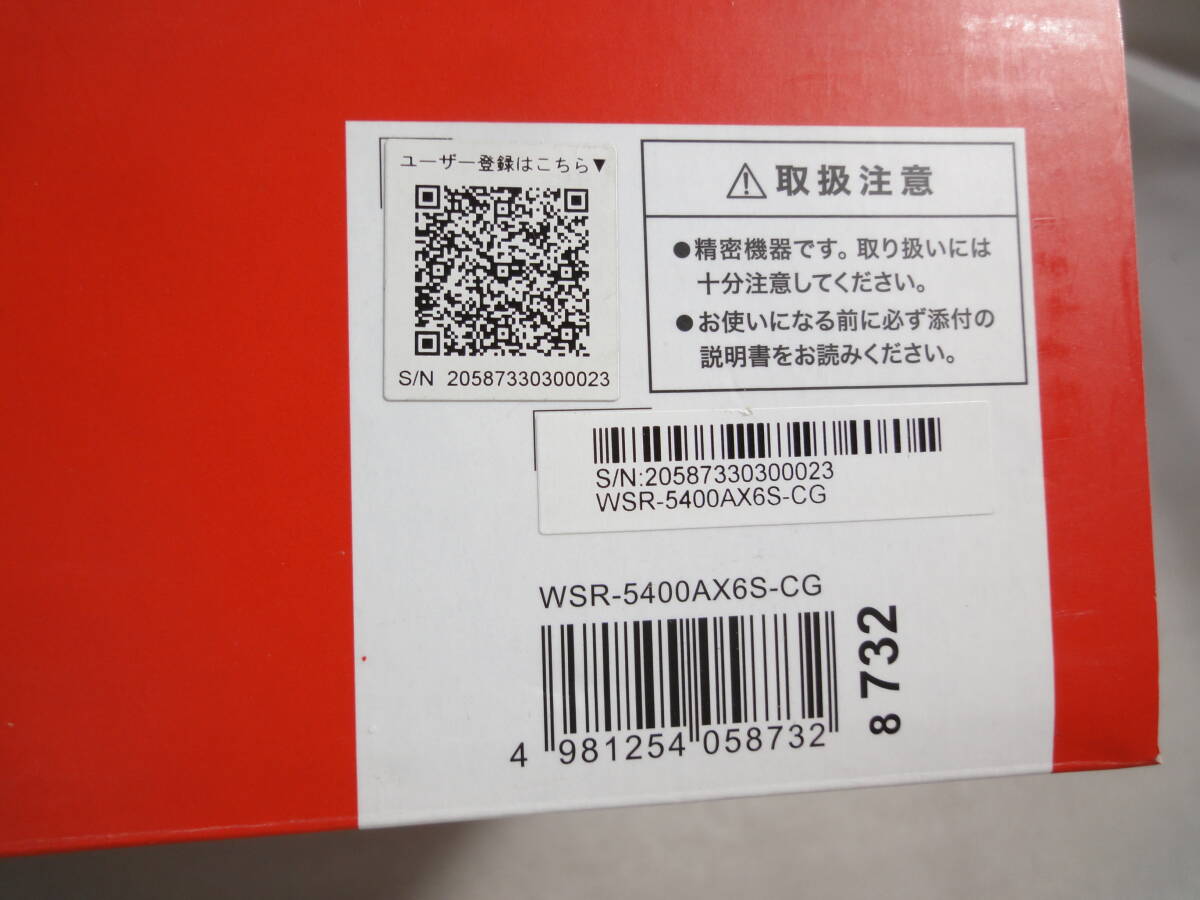 ユーザー登録はこちら▼
S/N 20587330300023
⚠取扱注意
●精密機器です。取り扱いには
十分注意してください。
●お使いになる前に必ず添付の
説明書をお読みください。
S/N:20587330300023
WSR-5400AX6S-CG
WSR-5400AX6S-CG
4 981254 058732
8 732